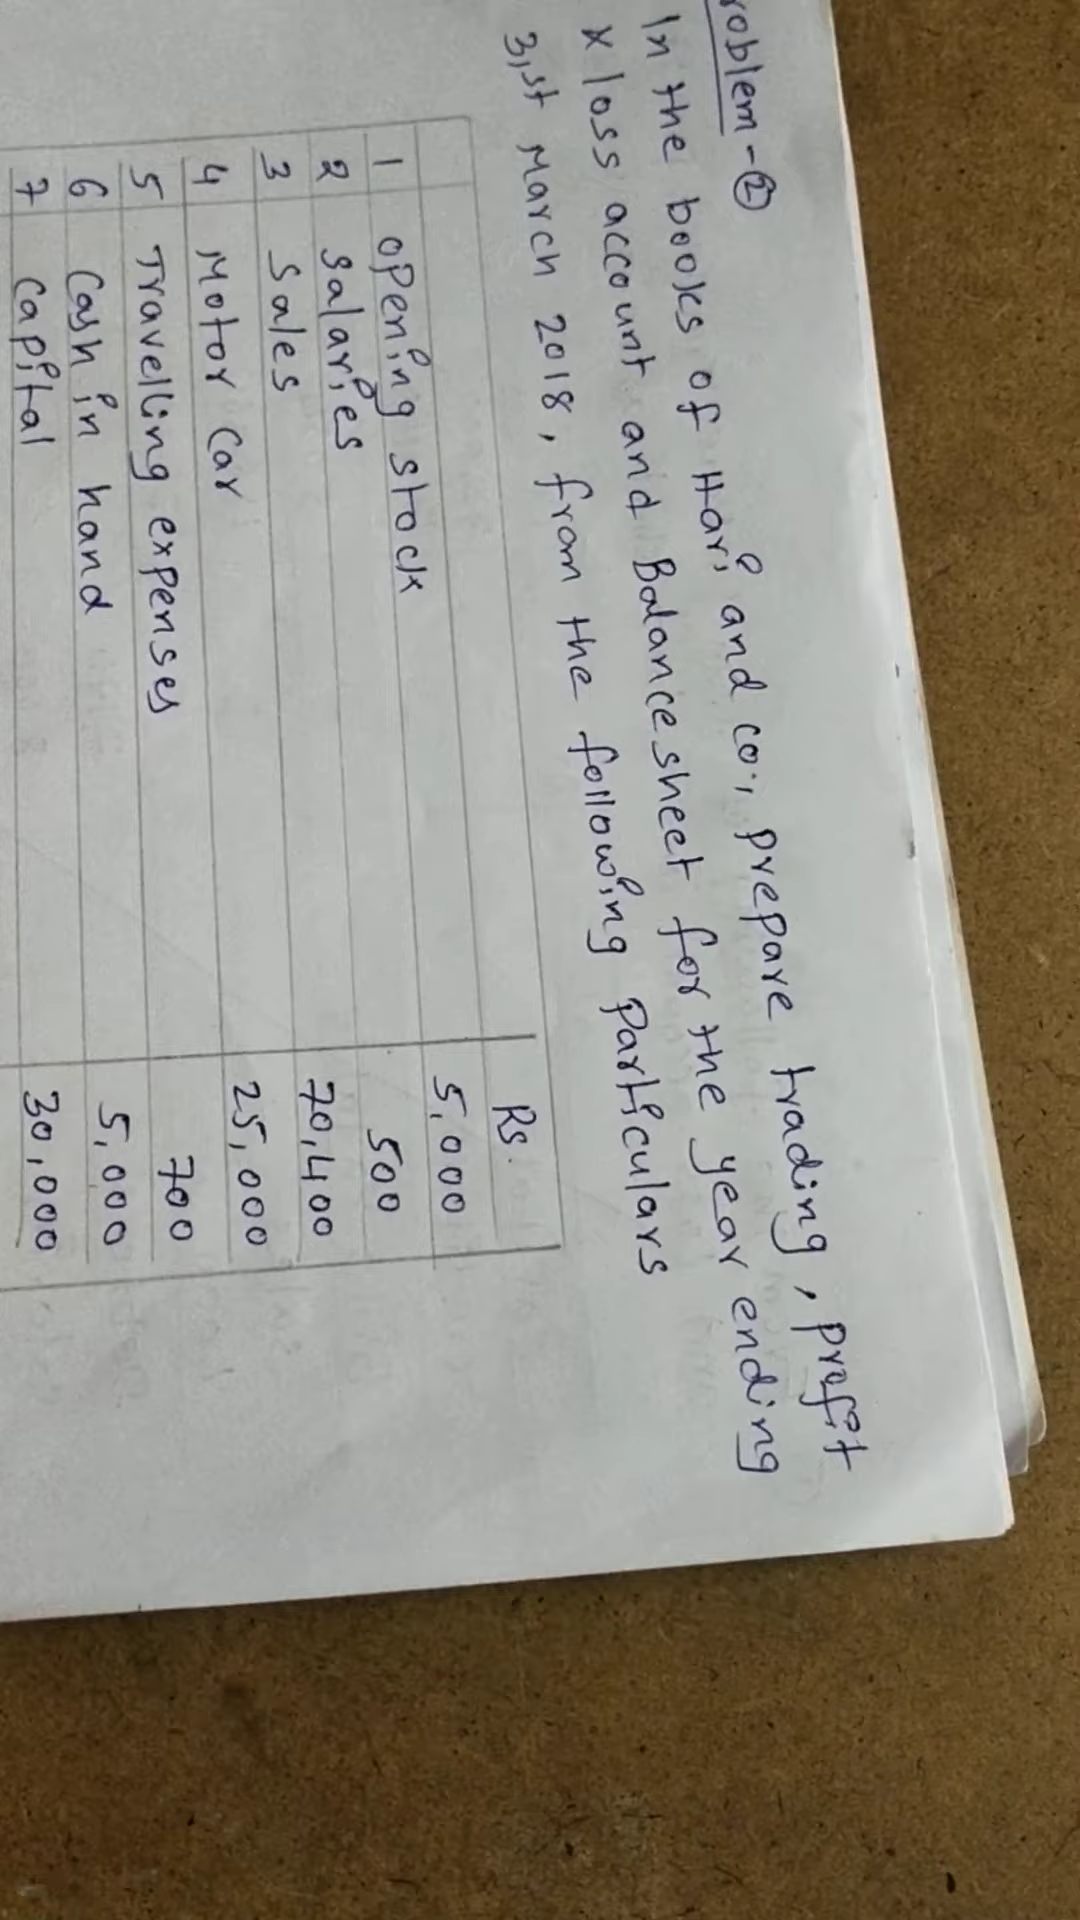 roblem-②
In the books of Hari and co., prepare trading, profit
x loss account and Balance sheet for the year ending
31st March 2018, from the following particulars
Rs.
1 opening stock 5,000
2 salaries 500
3 Sales 70,400
4 Motor Car 25,000
5 Travelling expenses 700
6 Cash in hand 5,000
7 Capital 30,000